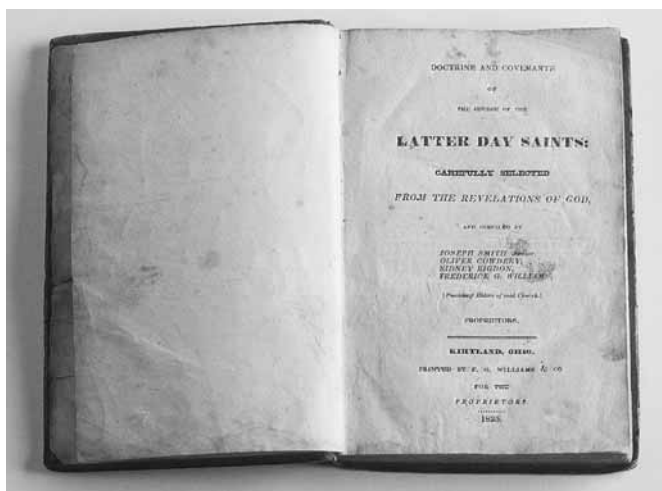 DOCTRINE AND COVENANTS
OF
THE CHURCH OF THE
LATTER DAY SAINTS:
CAREFULLY SELECTED
FROM THE REVELATIONS OF GOD,
AND COMPILED BY
JOSEPH SMITH Junior.
OLIVER COWDERY,
SIDNEY RIGDON,
FREDERICK G. WILLIAMS,
[Presiding Elders of said Church.]
PROPRIETORS.
KIRTLAND, OHIO.
PRINTED BY F. G. WILLIAMS & CO
FOR THE
PROPRIETORS
1835.